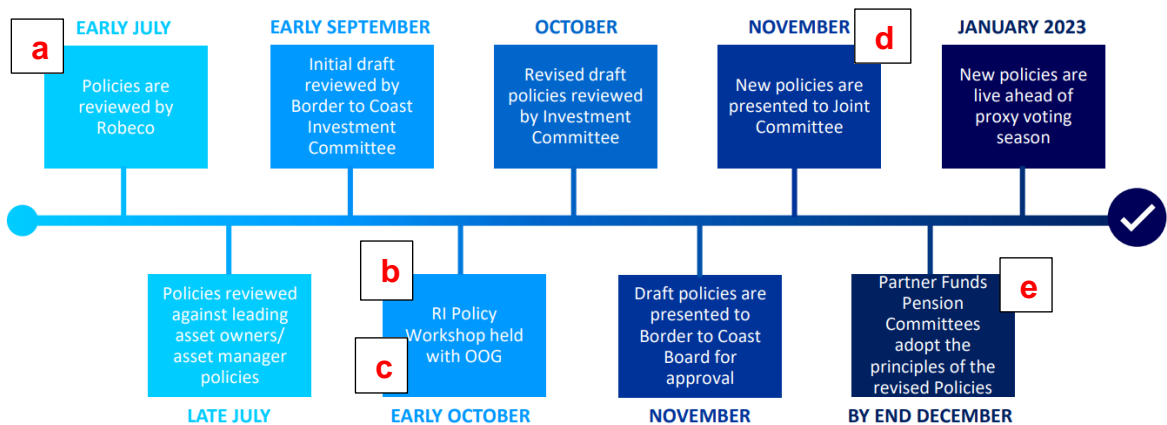 a
EARLY JULY
Policies are
reviewed by
Robeco
EARLY SEPTEMBER
Initial draft
reviewed by
Border to Coast
Investment
Committee
OCTOBER
Revised draft
policies reviewed
by Investment
Committee
NOVEMBER
d
New policies are
presented to Joint
Committee
JANUARY 2023
New policies are
live ahead of
proxy voting
season
Policies reviewed
against leading
asset owners/
asset manager
policies
LATE JULY
b
c
RI Policy
Workshop held
with OOG
EARLY OCTOBER
Draft policies are
presented to
Border to Coast
Board for
approval
NOVEMBER
e
Partner Funds
Pension
Committees
adopt the
principles of the
revised Policies
BY END DECEMBER